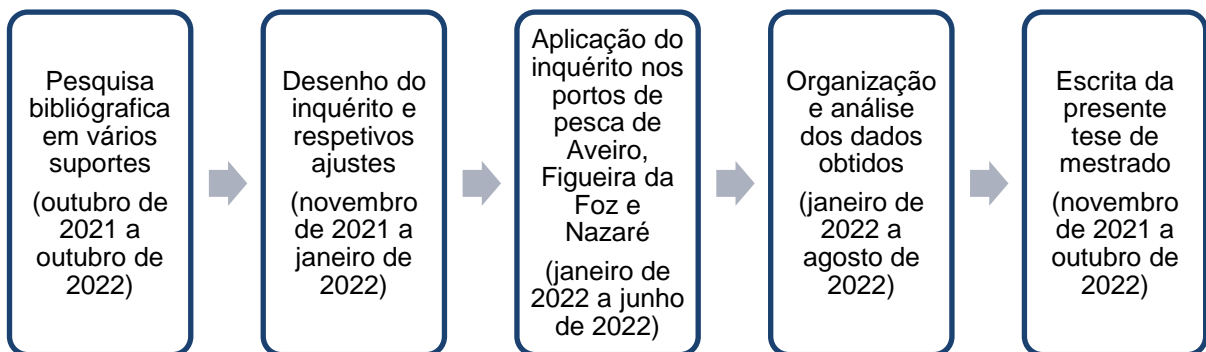 Pesquisa
biblіógrafica
em vários
suportes
(outubro de
2021 a
outubro de
2022)
Desenho do
inquérito e
respetivos
ajustes
(novembro
de 2021 a
janeiro de
2022)
Aplicação do
inquérito nos
portos de
pesca de
Aveiro,
Figueira da
Foz e
Nazaré
(janeiro de
2022 a junho
de 2022)
Organização
e análise
dos dados
obtidos
(janeiro de
2022 a
agosto de
2022)
Escrita da
presente
tese de
mestrado
(novembro
de 2021 a
outubro de
2022)